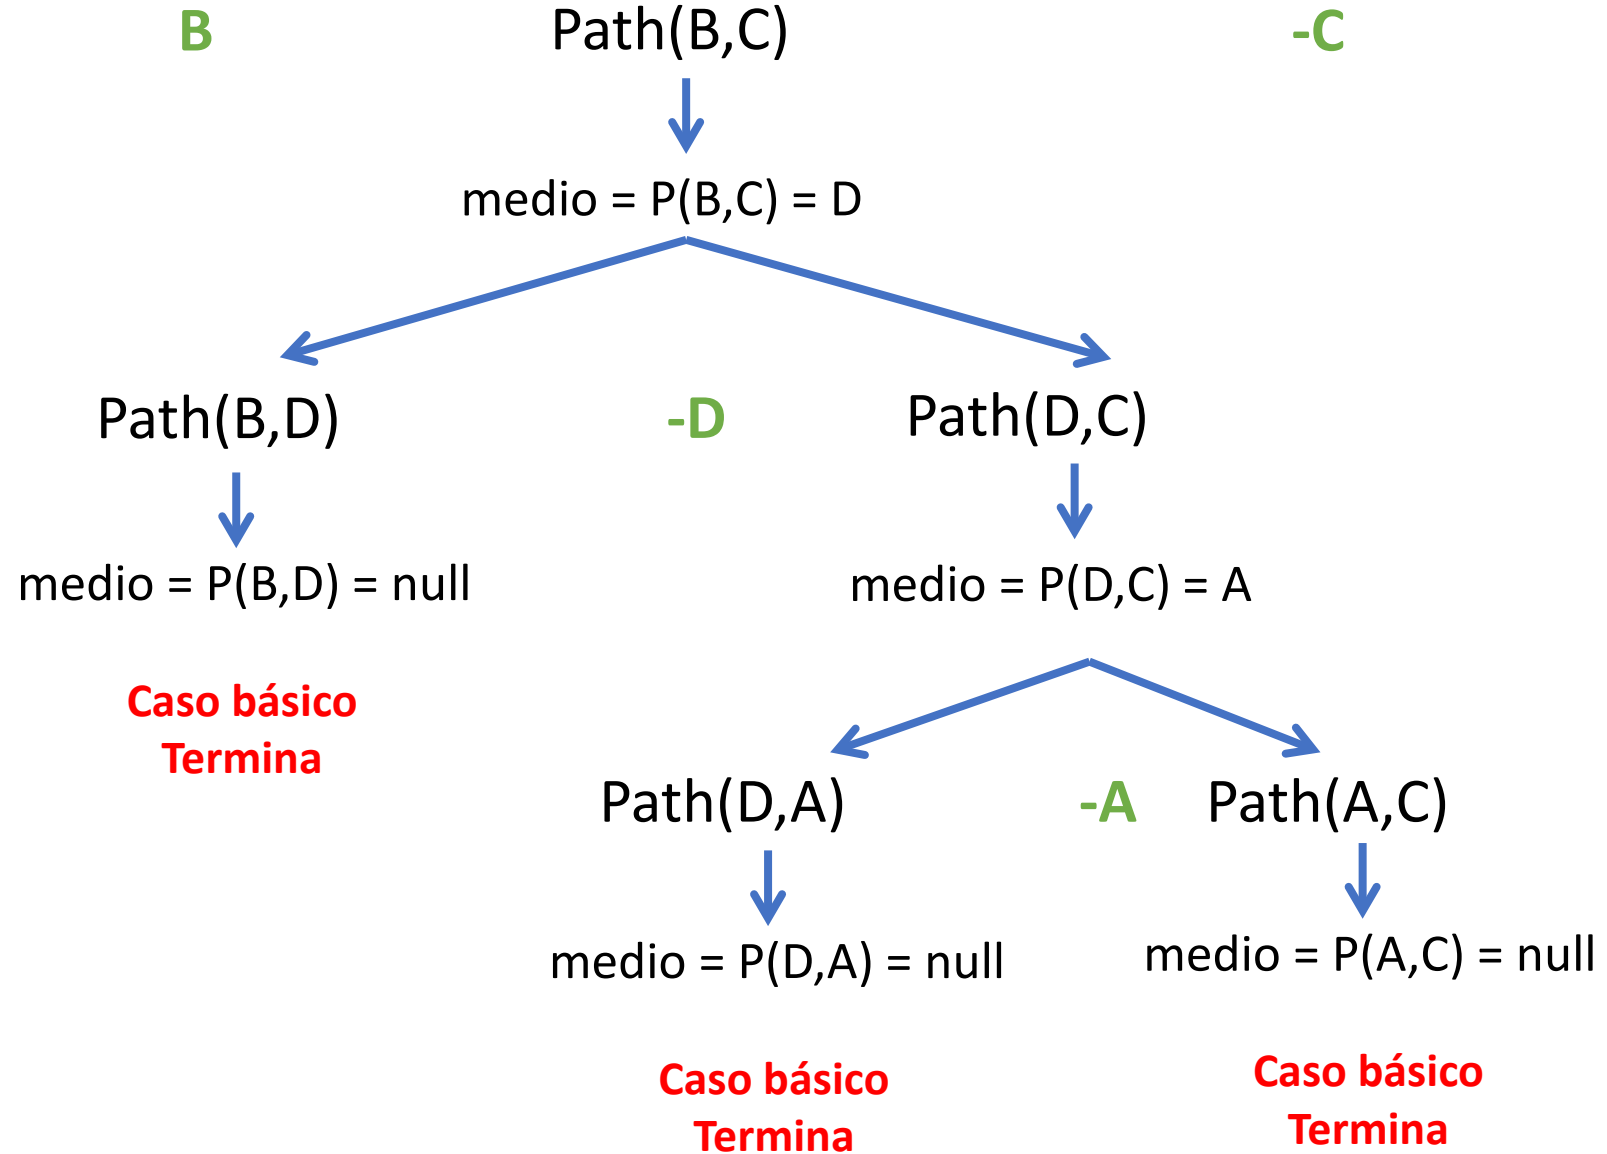 B
Path(B,C)
-C
medio = P(B,C) = D
Path(B,D)
-D
Path(D,C)
medio = P(B,D) = null
medio = P(D,C) = A
Caso básico
Termina
Path(D,A)
-A
Path(A,C)
medio = P(D,A) = null
medio = P(A,C) = null
Caso básico
Termina
Caso básico
Termina